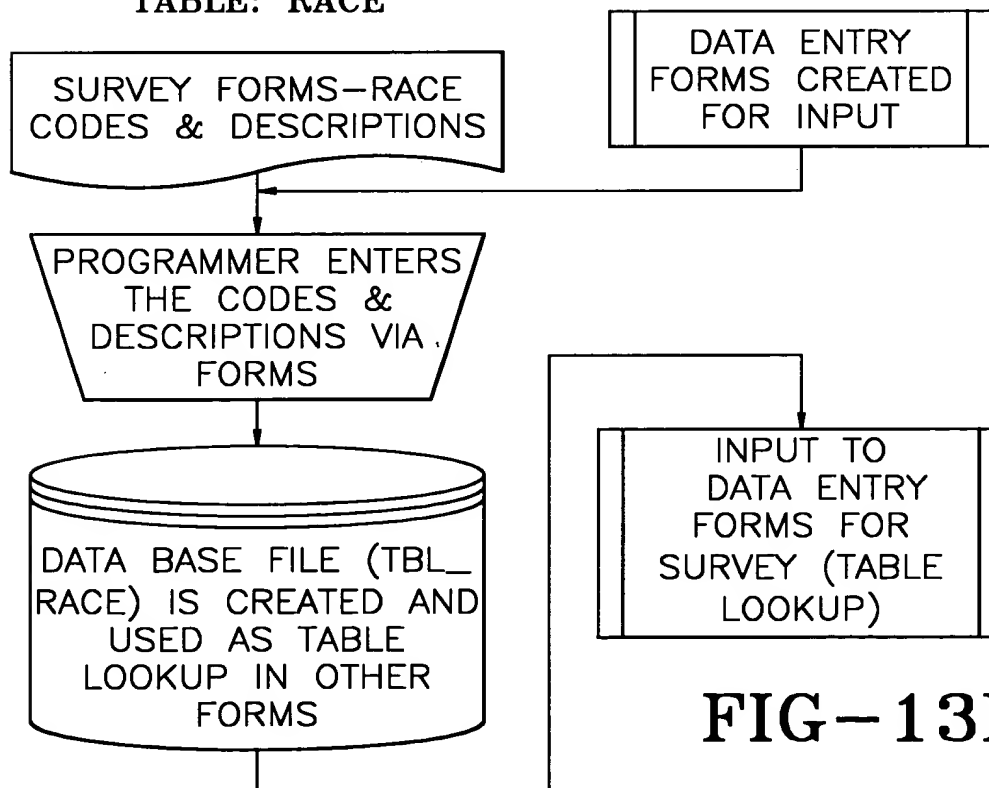 TABLE: RACE
SURVEY FORMS-RACE
CODES & DESCRIPTIONS
DATA ENTRY
FORMS CREATED
FOR INPUT
PROGRAMMER ENTERS
THE CODES &
DESCRIPTIONS VIA
FORMS
DATA BASE FILE (TBL_
RACE) IS CREATED AND
USED AS TABLE
LOOKUP IN OTHER
FORMS
INPUT TO
DATA ENTRY
FORMS FOR
SURVEY (TABLE
LOOKUP)